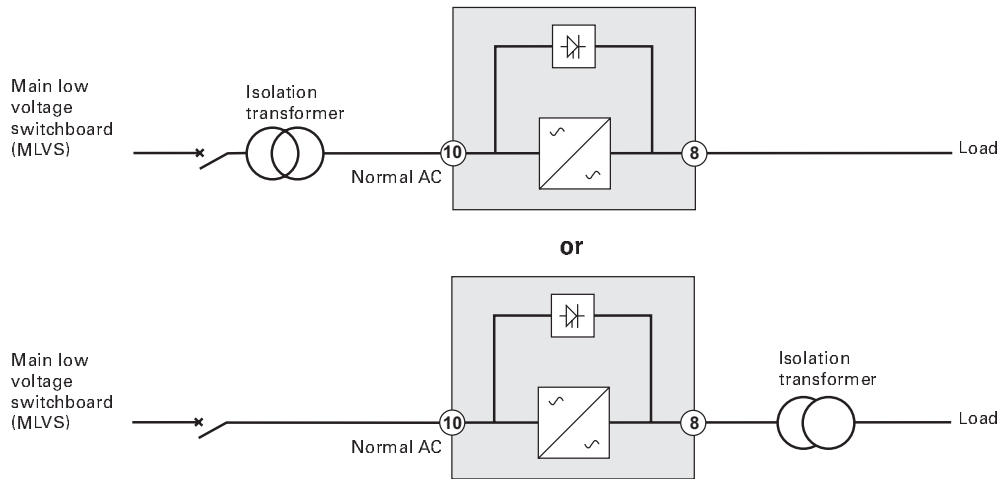 Main low
voltage
switchboard
(MLVS)
Isolation
transformer
10
Normal AC
8
Load
or
Main low
voltage
switchboard
(MLVS)
10
Normal AC
8
Isolation
transformer
Load